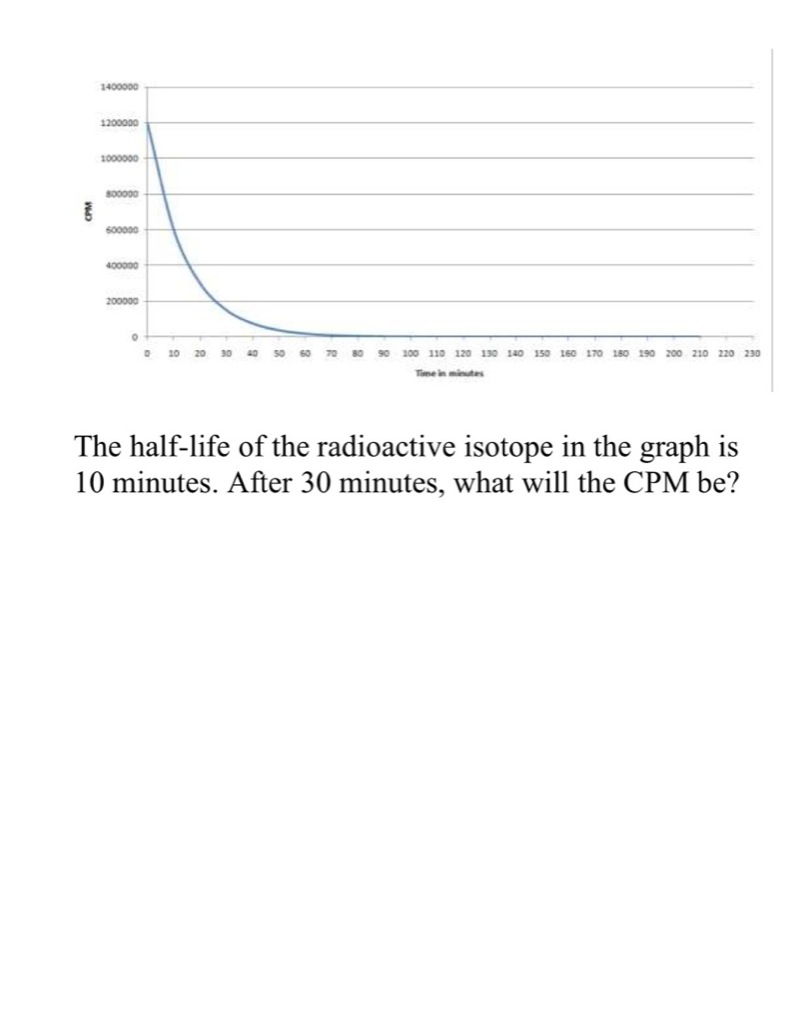 1400000
1200000
1000000
800000
CPM
600000
400000
200000
0
0 10 20 30 40 50 60 70 80 90 100 110 120 130 140 150 160 170 180 190 200 210 220 230
Time in minutes
The half-life of the radioactive isotope in the graph is
10 minutes. After 30 minutes, what will the CPM be?